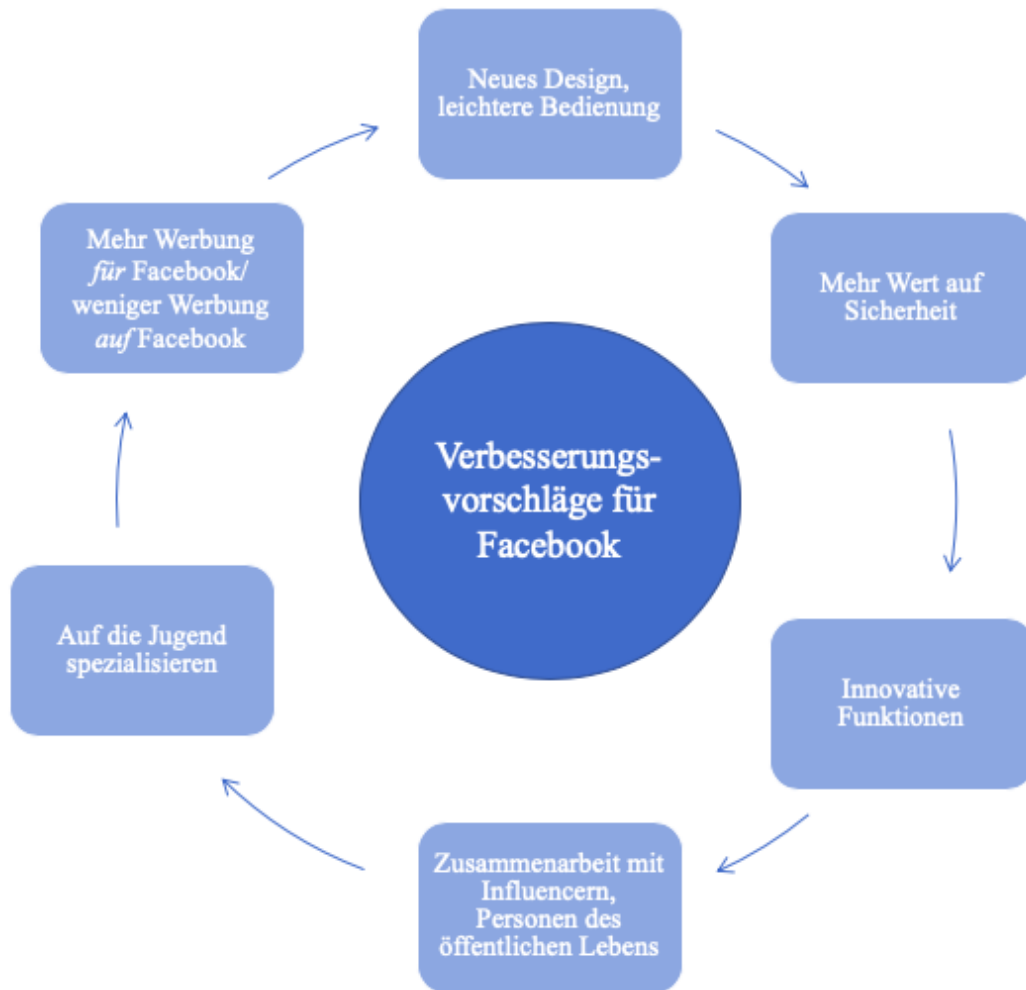 Neues Design,
leichtere Bedienung
Mehr Wert auf
Sicherheit
Innovative
Funktionen
Zusammenarbeit mit
Influencern,
Personen des
öffentlichen Lebens
Auf die Jugend
spezialisieren
Mehr Werbung
für Facebook/
weniger Werbung
auf Facebook
Verbesserungs-
vorschläge für
Facebook